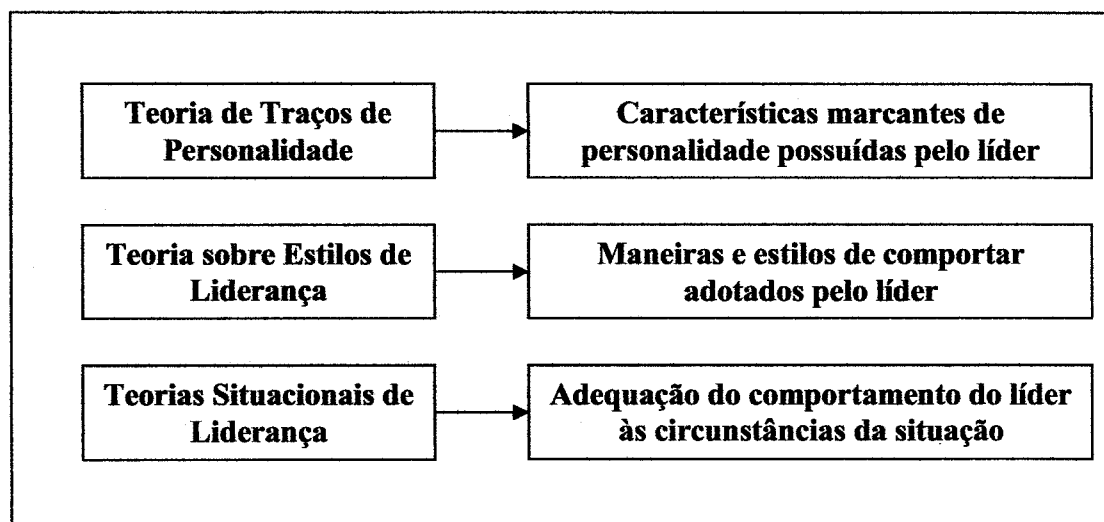 Teoria de Traços de
Personalidade
Características marcantes de
personalidade possuídas pelo líder
Teoria sobre Estilos de
Liderança
Maneiras e estilos de comportar
adotados pelo líder
Teorias Situacionais de
Liderança
Adequação do comportamento do líder
às circunstâncias da situação